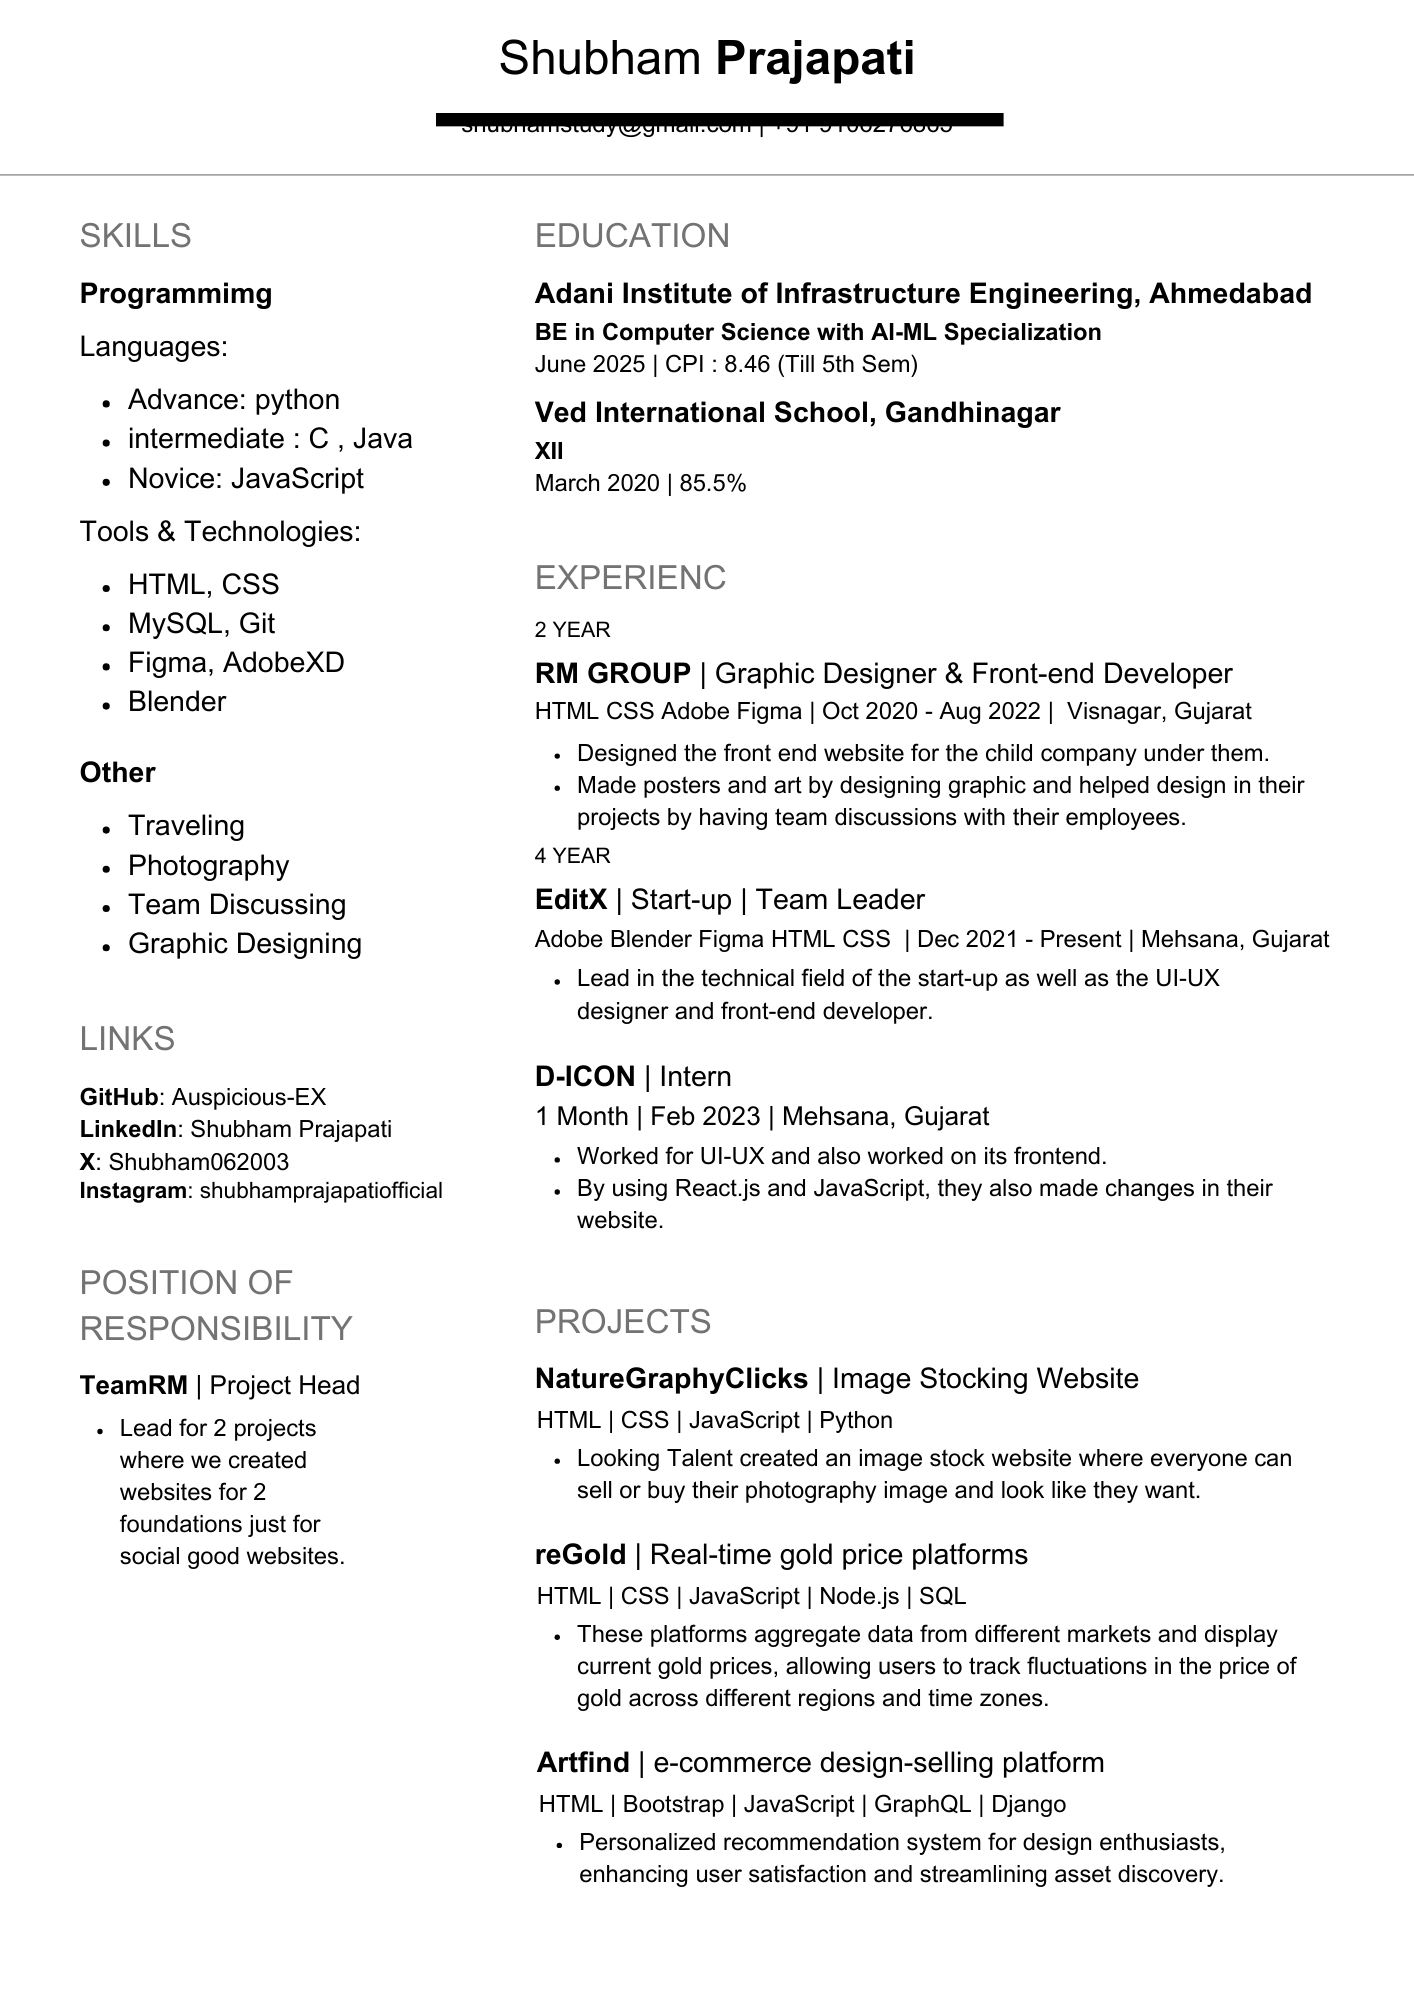 Shubham Prajapati
SKILLS
Programmimg
Languages:
• Advance: python
• intermediate : C , Java
• Novice: JavaScript
Tools & Technologies:
• HTML, CSS
• MySQL, Git
• Figma, AdobeXD
• Blender
Other
• Traveling
• Photography
• Team Discussing
• Graphic Designing
LINKS
GitHub: Auspicious-EX
LinkedIn: Shubham Prajapati
X: Shubham062003
Instagram: shubhamprajapatiofficial
POSITION OF
RESPONSIBILITY
TeamRM | Project Head
• Lead for 2 projects
where we created
websites for 2
foundations just for
social good websites.
EDUCATION
Adani Institute of Infrastructure Engineering, Ahmedabad
BE in Computer Science with AI-ML Specialization
June 2025 | CPI : 8.46 (Till 5th Sem)
Ved International School, Gandhinagar
XII
March 2020 | 85.5%
EXPERIENC
2 YEAR
RM GROUP | Graphic Designer & Front-end Developer
HTML CSS Adobe Figma | Oct 2020 - Aug 2022 | Visnagar, Gujarat
• Designed the front end website for the child company under them.
• Made posters and art by designing graphic and helped design in their
projects by having team discussions with their employees.
4 YEAR
EditX | Start-up | Team Leader
Adobe Blender Figma HTML CSS | Dec 2021 - Present | Mehsana, Gujarat
• Lead in the technical field of the start-up as well as the UI-UX
designer and front-end developer.
D-ICON | Intern
1 Month | Feb 2023 | Mehsana, Gujarat
• Worked for UI-UX and also worked on its frontend.
• By using React.js and JavaScript, they also made changes in their
website.
PROJECTS
NatureGraphyClicks | Image Stocking Website
HTML | CSS | JavaScript | Python
• Looking Talent created an image stock website where everyone can
sell or buy their photography image and look like they want.
reGold | Real-time gold price platforms
HTML | CSS | JavaScript | Node.js | SQL
• These platforms aggregate data from different markets and display
current gold prices, allowing users to track fluctuations in the price of
gold across different regions and time zones.
Artfind | e-commerce design-selling platform
HTML | Bootstrap | JavaScript | GraphQL | Django
• Personalized recommendation system for design enthusiasts,
enhancing user satisfaction and streamlining asset discovery.